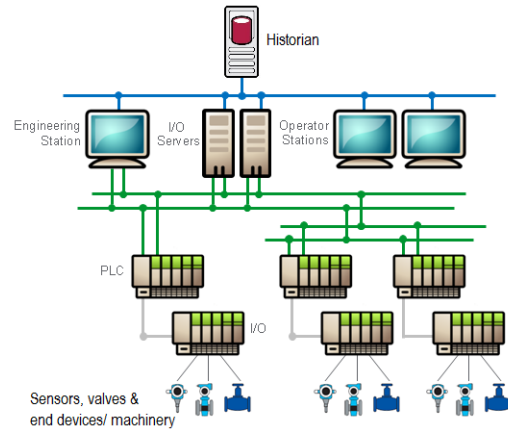 Historian
Engineering
Station
I/O
Servers
Operator
Stations
PLC
I/O
Sensors, valves &
end devices/ machinery